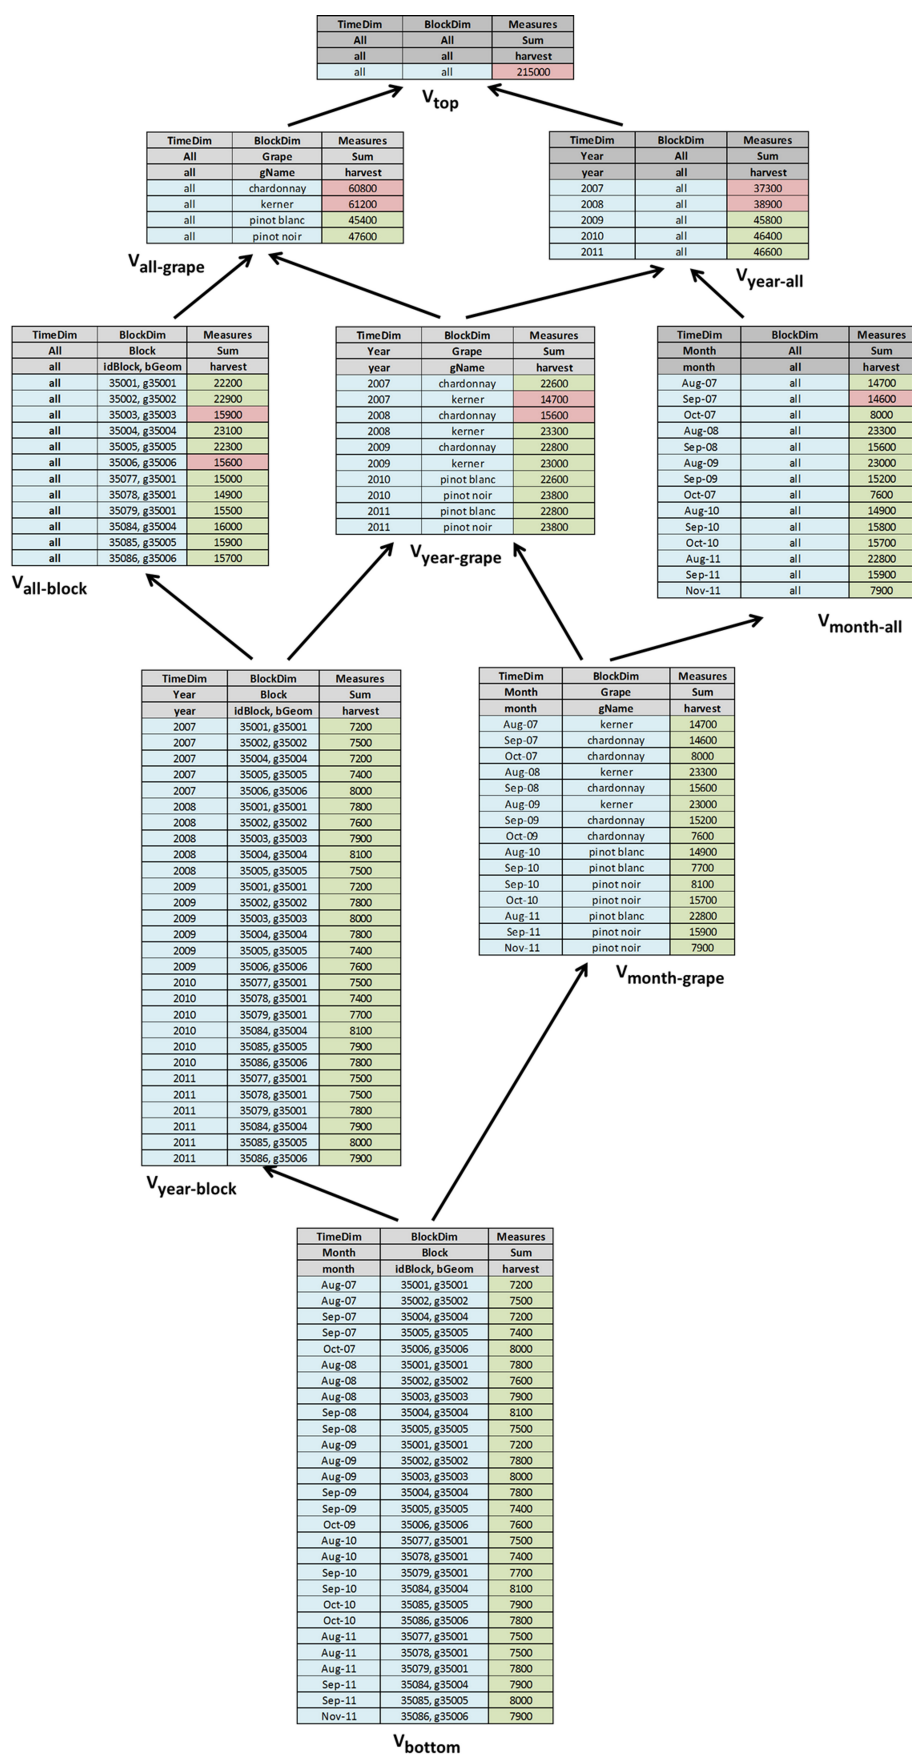 TimeDim BlockDim Measures
All All Sum
all all harvest
all all 215000
Vtop
TimeDim BlockDim Measures
All Grape Sum
all gName harvest
all chardonnay 60800
all kerner 61200
all pinot blanc 45400
all pinot noir 47600
Vall-grape
TimeDim BlockDim Measures
Year All Sum
year all harvest
2007 all 37300
2008 all 38900
2009 all 45800
2010 all 46400
2011 all 46600
Vyear-all
TimeDim BlockDim Measures
All Block Sum
all idBlock, bGeom harvest
all 35001, g35001 22200
all 35002, g35002 22900
all 35003, g35003 15900
all 35004, g35004 23100
all 35005, g35005 22300
all 35006, g35006 15600
all 35077, g35001 15000
all 35078, g35001 14900
all 35079, g35001 15500
all 35084, g35004 16000
all 35085, g35005 15900
all 35086, g35006 15700
Vall-block
TimeDim BlockDim Measures
Year Grape Sum
year gName harvest
2007 chardonnay 22600
2007 kerner 14700
2008 chardonnay 15600
2008 kerner 23300
2009 chardonnay 22800
2009 kerner 23000
2010 pinot blanc 22600
2010 pinot noir 23800
2011 pinot blanc 22800
2011 pinot noir 23800
Vyear-grape
TimeDim BlockDim Measures
Month All Sum
month all harvest
Aug-07 all 14700
Sep-07 all 14600
Oct-07 all 8000
Aug-08 all 23300
Sep-08 all 15600
Aug-09 all 23000
Sep-09 all 15200
Oct-07 all 7600
Aug-10 all 14900
Sep-10 all 15800
Oct-10 all 15700
Aug-11 all 22800
Sep-11 all 15900
Nov-11 all 7900
Vmonth-all
TimeDim BlockDim Measures
Year Block Sum
year idBlock, bGeom harvest
2007 35001, g35001 7200
2007 35002, g35002 7500
2007 35004, g35004 7200
2007 35005, g35005 7400
2007 35006, g35006 8000
2008 35001, g35001 7800
2008 35002, g35002 7600
2008 35003, g35003 7900
2008 35004, g35004 8100
2008 35005, g35005 7500
2009 35001, g35001 7200
2009 35002, g35002 7800
2009 35003, g35003 8000
2009 35004, g35004 7800
2009 35005, g35005 7400
2009 35006, g35006 7600
2010 35077, g35001 7500
2010 35078, g35001 7400
2010 35079, g35001 7700
2010 35084, g35004 8100
2010 35085, g35005 7900
2010 35086, g35006 7800
2011 35077, g35001 7500
2011 35078, g35001 7500
2011 35079, g35001 7800
2011 35084, g35004 7900
2011 35085, g35005 8000
2011 35086, g35006 7900
Vyear-block
TimeDim BlockDim Measures
Month Grape Sum
month gName harvest
Aug-07 kerner 14700
Sep-07 chardonnay 14600
Oct-07 chardonnay 8000
Aug-08 kerner 23300
Sep-08 chardonnay 15600
Aug-09 kerner 23000
Sep-09 chardonnay 15200
Oct-09 chardonnay 7600
Aug-10 pinot blanc 14900
Sep-10 pinot blanc 7700
Sep-10 pinot noir 8100
Oct-10 pinot noir 15700
Aug-11 pinot blanc 22800
Sep-11 pinot noir 15900
Nov-11 pinot noir 7900
Vmonth-grape
TimeDim BlockDim Measures
Month Block Sum
month idBlock, bGeom harvest
Aug-07 35001, g35001 7200
Aug-07 35002, g35002 7500
Sep-07 35004, g35004 7200
Sep-07 35005, g35005 7400
Oct-07 35006, g35006 8000
Aug-08 35001, g35001 7800
Aug-08 35002, g35002 7600
Aug-08 35003, g35003 7900
Sep-08 35004, g35004 8100
Sep-08 35005, g35005 7500
Aug-09 35001, g35001 7200
Aug-09 35002, g35002 7800
Aug-09 35003, g35003 8000
Sep-09 35004, g35004 7800
Sep-09 35005, g35005 7400
Oct-09 35006, g35006 7600
Aug-10 35077, g35001 7500
Aug-10 35078, g35001 7400
Sep-10 35079, g35001 7700
Sep-10 35084, g35004 8100
Oct-10 35085, g35005 7900
Oct-10 35086, g35006 7800
Aug-11 35077, g35001 7500
Aug-11 35078, g35001 7500
Aug-11 35079, g35001 7800
Sep-11 35084, g35004 7900
Sep-11 35085, g35005 8000
Nov-11 35086, g35006 7900
Vbottom